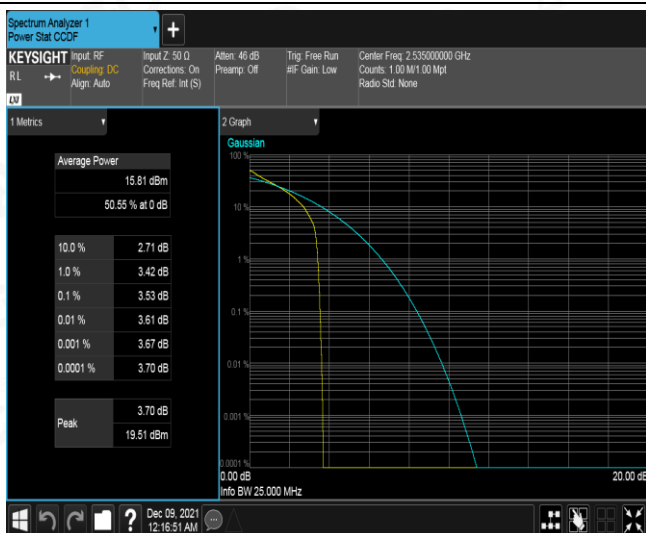 Spectrum Analyzer 1
Power Stat CCDF
+
KEYSIGHT
Input: RF
Input Z: 50 Ω
Atten: 46 dB
Trig: Free Run
Center Freq: 2.535000000 GHz
RL
Coupling: DC
Corrections: On
Preamp: Off
#IF Gain: Low
Counts: 1.00 M/1.00 Mpt
Align: Auto
Freq Ref: Int (S)
Radio Std: None
LXI
1 Metrics
2 Graph
Gaussian
Average Power
15.81 dBm
50.55 % at 0 dB
10.0 % 2.71 dB
1.0 % 3.42 dB
0.1 % 3.53 dB
0.01 % 3.61 dB
0.001 % 3.67 dB
0.0001 % 3.70 dB
Peak
3.70 dB
19.51 dBm
100 %
10 %
1 %
0.1 %
0.01 %
0.001 %
0.0001 %
0.00 dB
20.00 dB
Info BW 25.000 MHz
?
Dec 09, 2021
12:16:51 AM